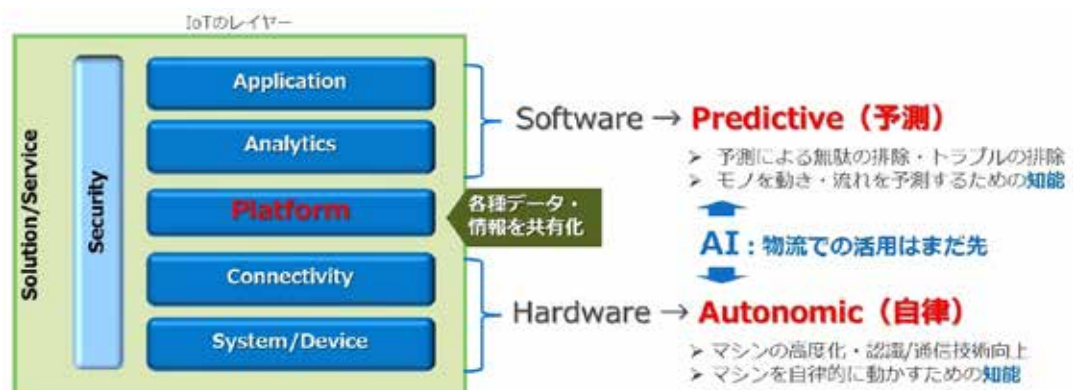 IoTのレイヤー
Solution/Service
Security
Application
Analytics
Platform
Connectivity
System/Device
各種データ・
情報を共有化
Software → Predictive（予測）
➢ 予測による無駄の排除・トラブルの排除
➢ モノを動き・流れを予測するための知能
AI：物流での活用はまだ先
Hardware → Autonomic（自律）
➢ マシンの高度化・認識/通信技術向上
➢ マシンを自律的に動かすための知能